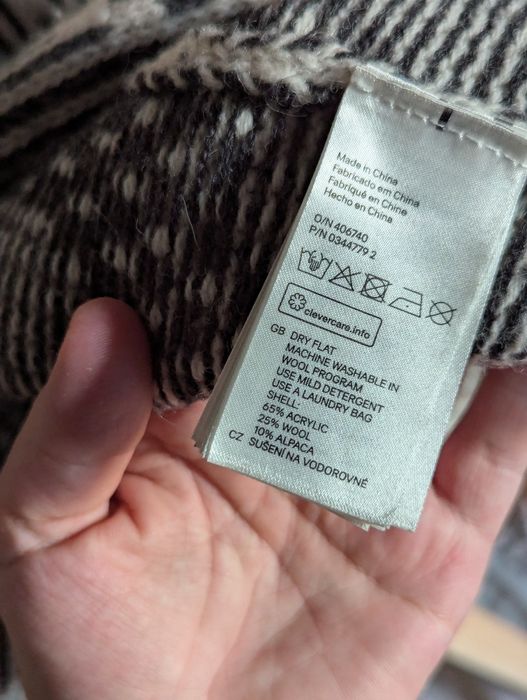 Made in China
Fabricado em China
Fabriqué en Chine
Hecho en China
O/N 406740
P/N 0344779 2
clevercare.info
GB DRY FLAT
MACHINE WASHABLE IN
WOOL PROGRAM
USE MILD DETERGENT
USE A LAUNDRY BAG
SHELL:
65% ACRYLIC
25% WOOL
10% ALPACA
CZ SUŠENÍ NA VODOROVNÉ